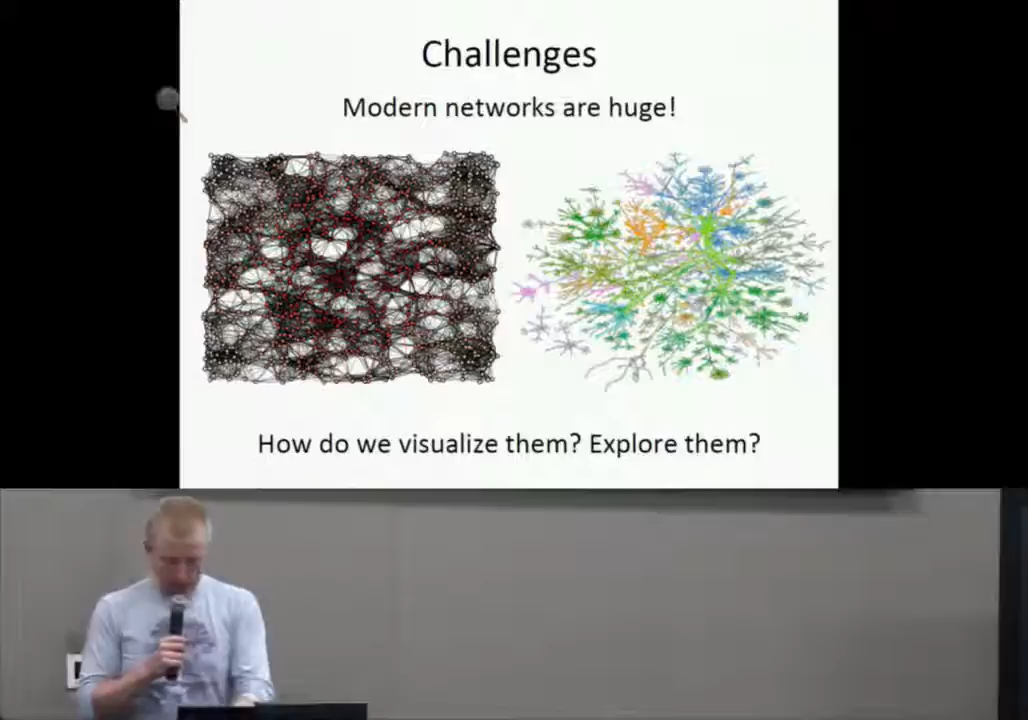 Challenges
Modern networks are huge!
How do we visualize them? Explore them?